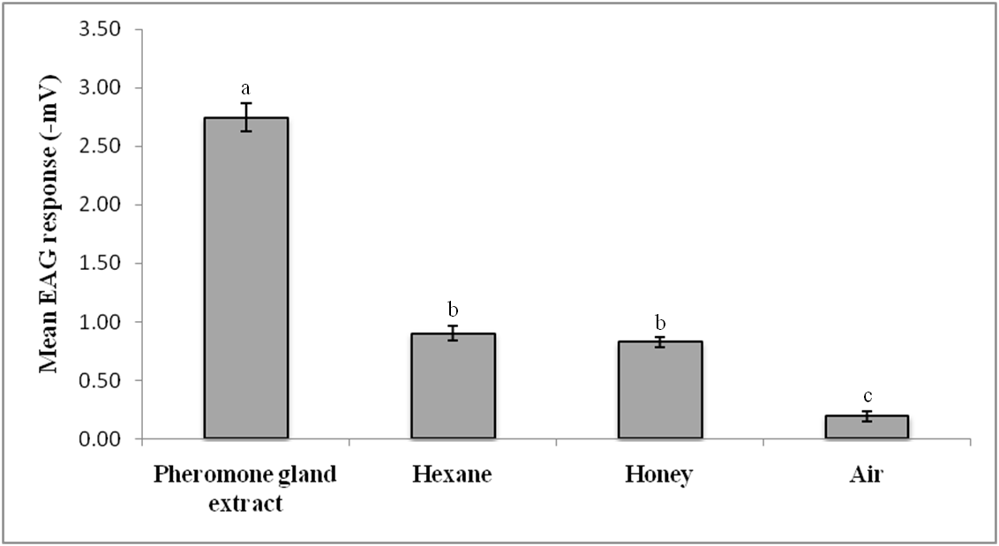 3.50
3.00
2.50
2.00
1.50
1.00
0.50
0.00
Mean EAG response (-mV)
a
b
b
c
Pheromone gland
extract
Hexane
Honey
Air